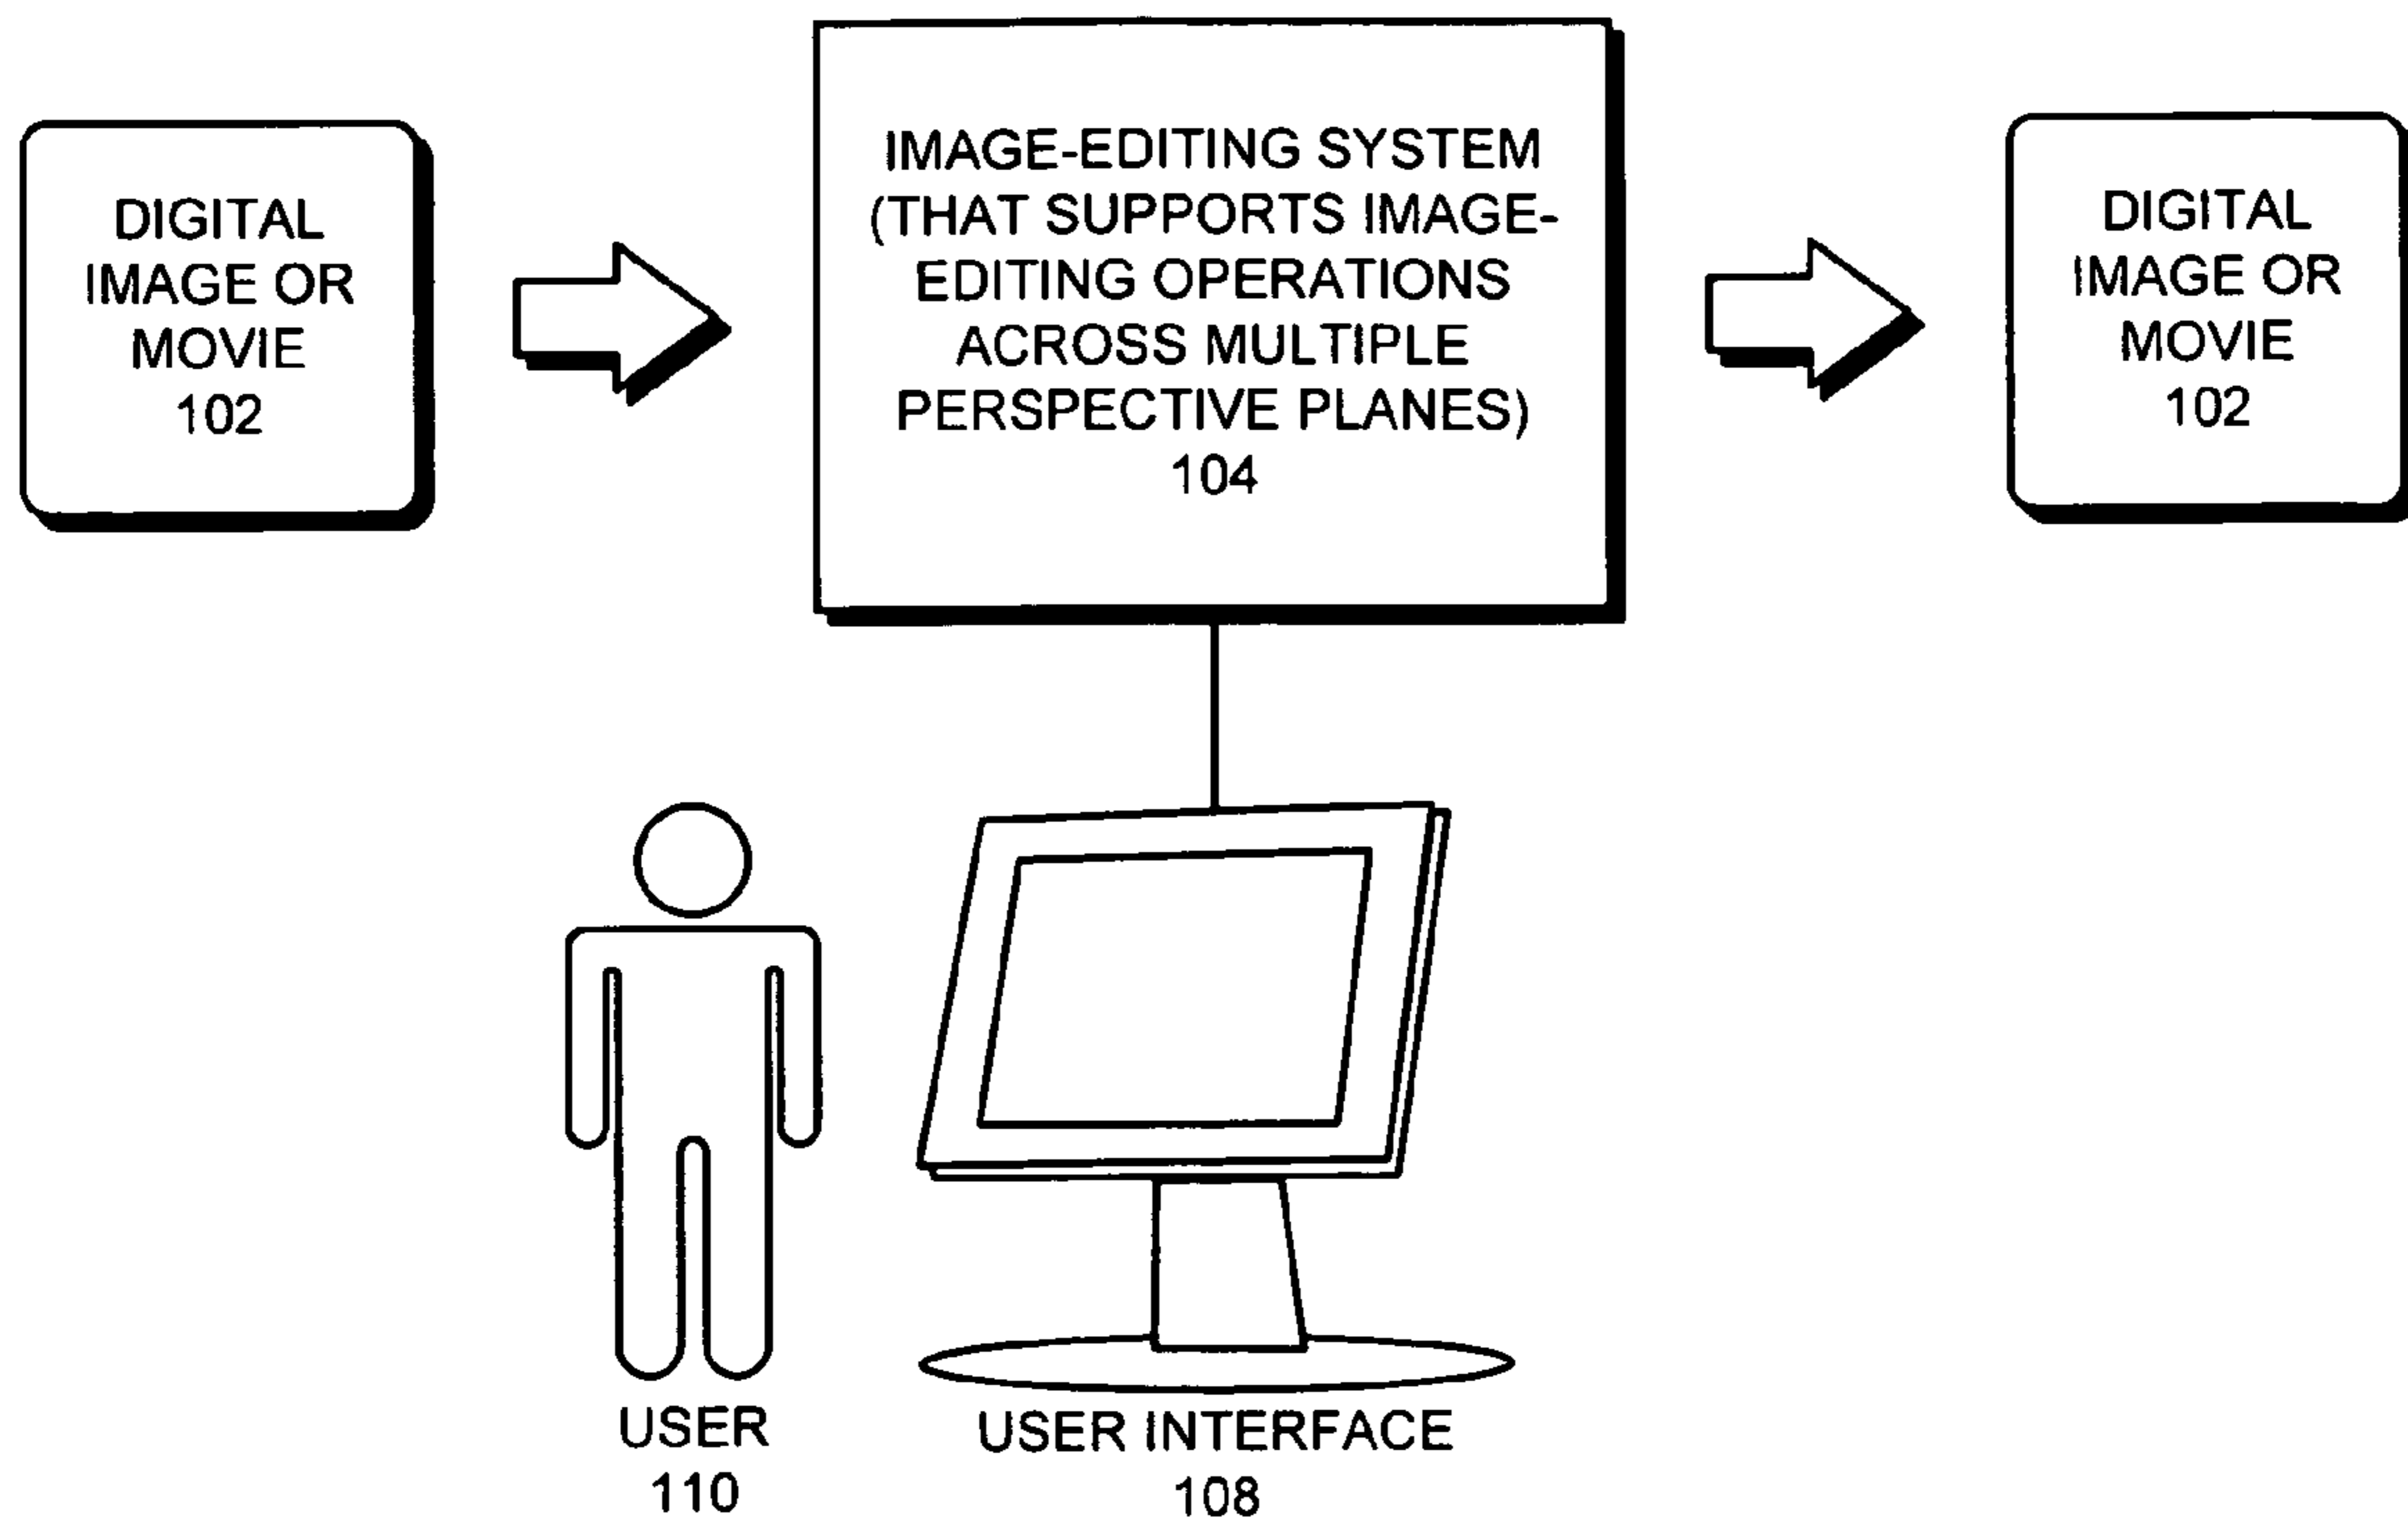 DIGITAL
IMAGE OR
MOVIE
102
IMAGE-EDITING SYSTEM
(THAT SUPPORTS IMAGE-
EDITING OPERATIONS
ACROSS MULTIPLE
PERSPECTIVE PLANES)
104
DIGITAL
IMAGE OR
MOVIE
102
USER
110
USER INTERFACE
108